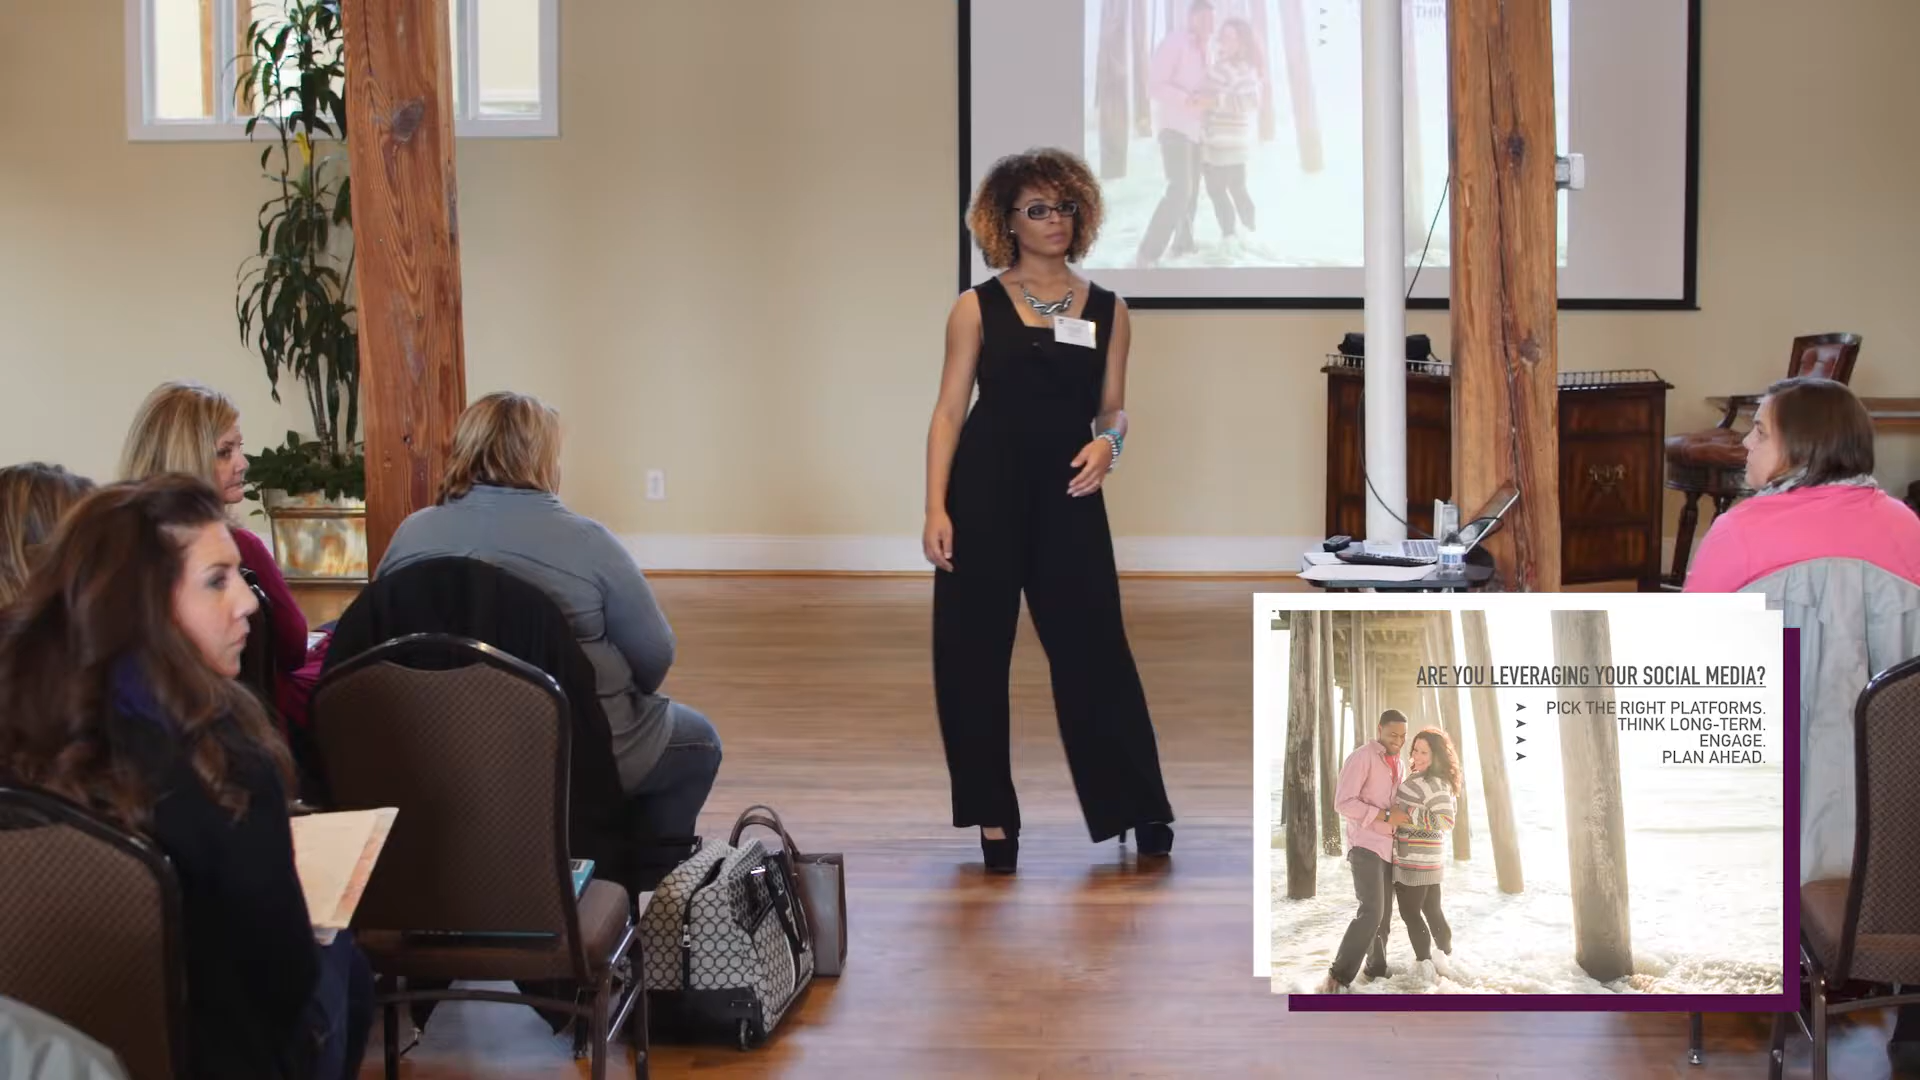 ARE YOU LEVERAGING YOUR SOCIAL MEDIA?
➤ PICK THE RIGHT PLATFORMS.
➤ THINK LONG-TERM.
➤ ENGAGE.
➤ PLAN AHEAD.